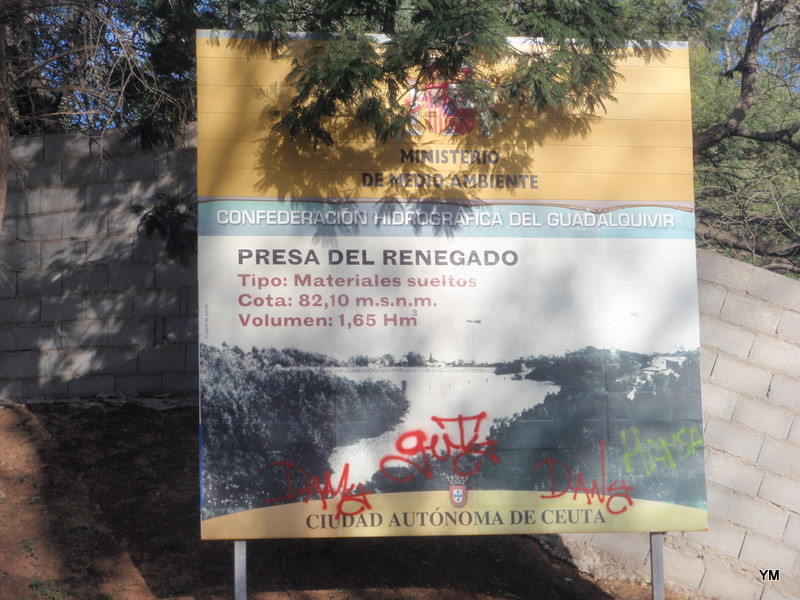 MINISTERIO
DE MEDIO AMBIENTE
CONFEDERACIÓN HIDROGRÁFICA DEL GUADALQUIVIR
PRESA DEL RENEGADO
Tipo: Materiales sueltos
Cota: 82,10 m.s.n.m.
Volumen: 1,65 Hm³
HANSA
CIUDAD AUTÓNOMA DE CEUTA
YM